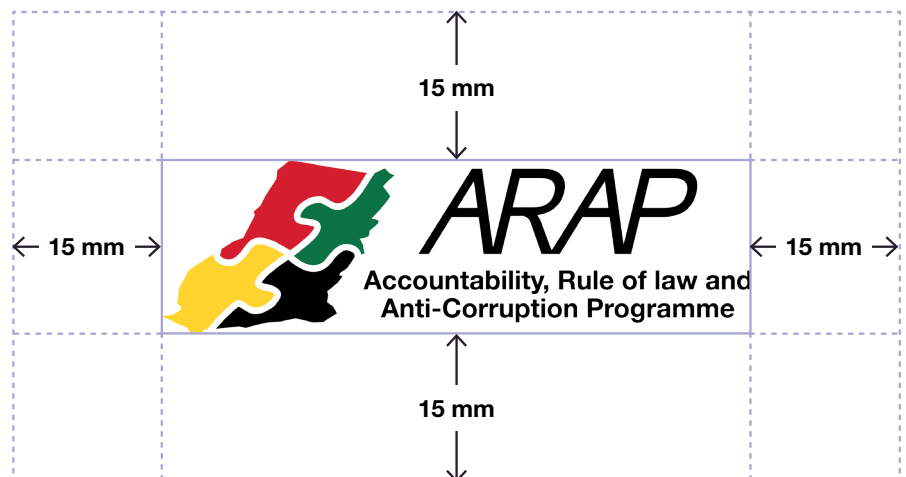 15 mm
ARAP
15 mm
15 mm
Accountability, Rule of law and
Anti-Corruption Programme
15 mm